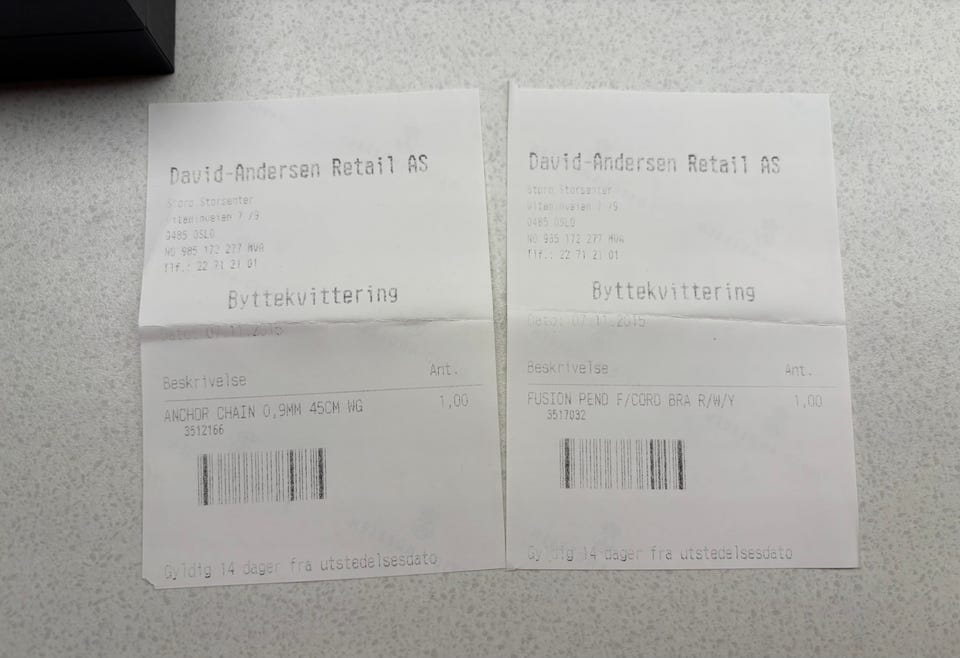 David-Andersen Retail AS
Storo Storsenter
Vitaminveien 7 /9
0485 OSLO
NO 985 172 277 MVA
Tlf.: 22 71 21 01
Byttekvittering
Dato: 07.11.2015
Beskrivelse Ant.
ANCHOR CHAIN 0,9MM 45CM WG 1,00
3512166
Gyldig 14 dager fra utstedelsesdato
David-Andersen Retail AS
Storo Storsenter
Vitaminveien 7 /9
0485 OSLO
NO 985 172 277 MVA
Tlf.: 22 71 21 01
Byttekvittering
Dato: 07.11.2015
Beskrivelse Ant.
FUSION PEND F/CORD BRA R/W/Y 1,00
3517032
Gyldig 14 dager fra utstedelsesdato